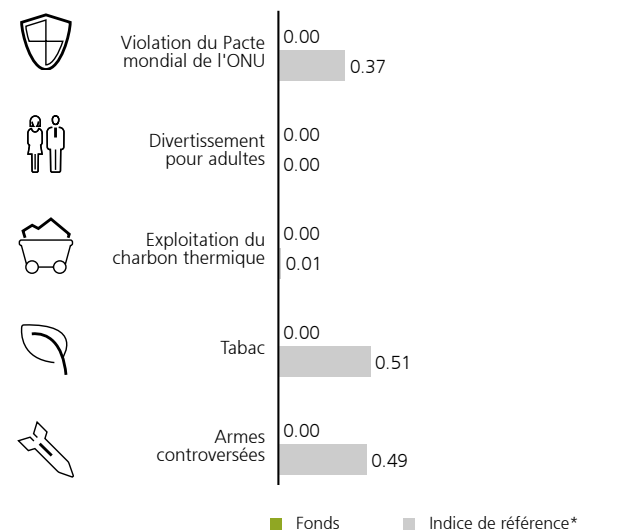 0.00
Violation du Pacte
mondial de l'ONU
0.37
0.00
Divertissement
pour adultes
0.00
0.00
Exploitation du
charbon thermique
0.01
0.00
Tabac
0.51
0.00
Armes
controversées
0.49
Fonds Indice de référence*